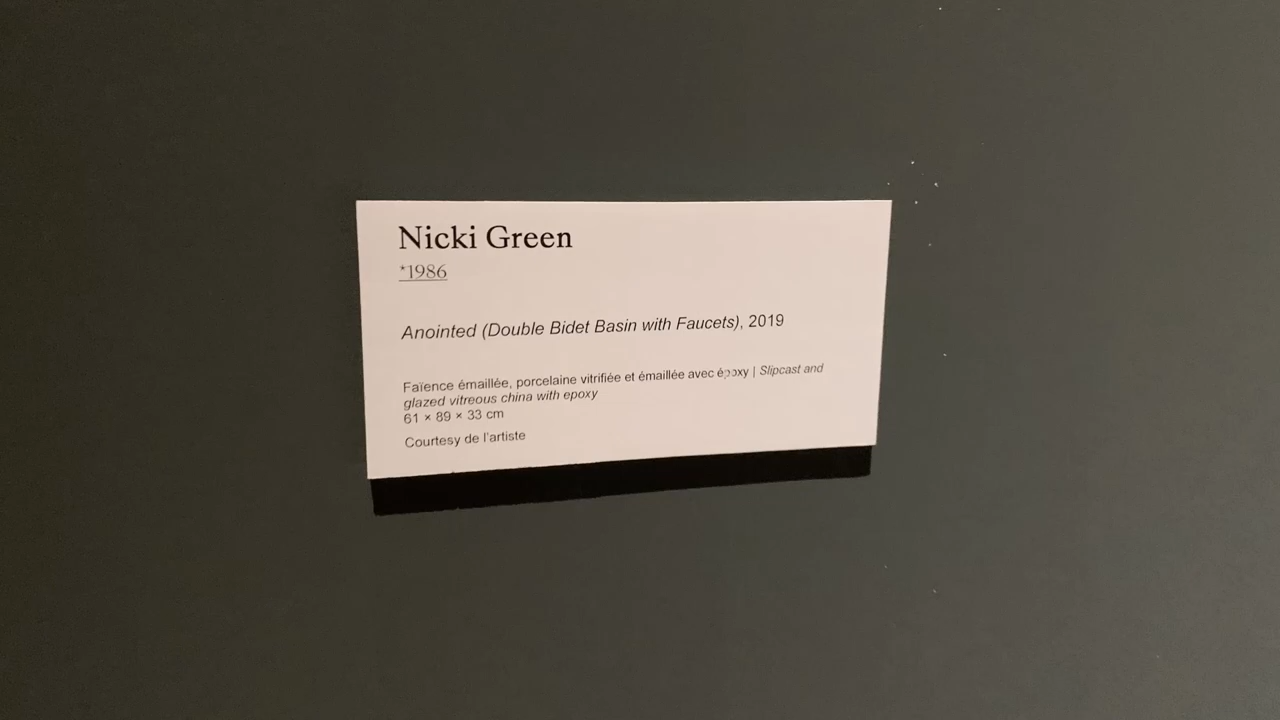 Nicki Green
*1986
Anointed (Double Bidet Basin with Faucets), 2019
Faïence émaillée, porcelaine vitrifiée et émaillée avec époxy | Slipcast and
glazed vitreous china with epoxy
61 × 89 × 33 cm
Courtesy de l'artiste